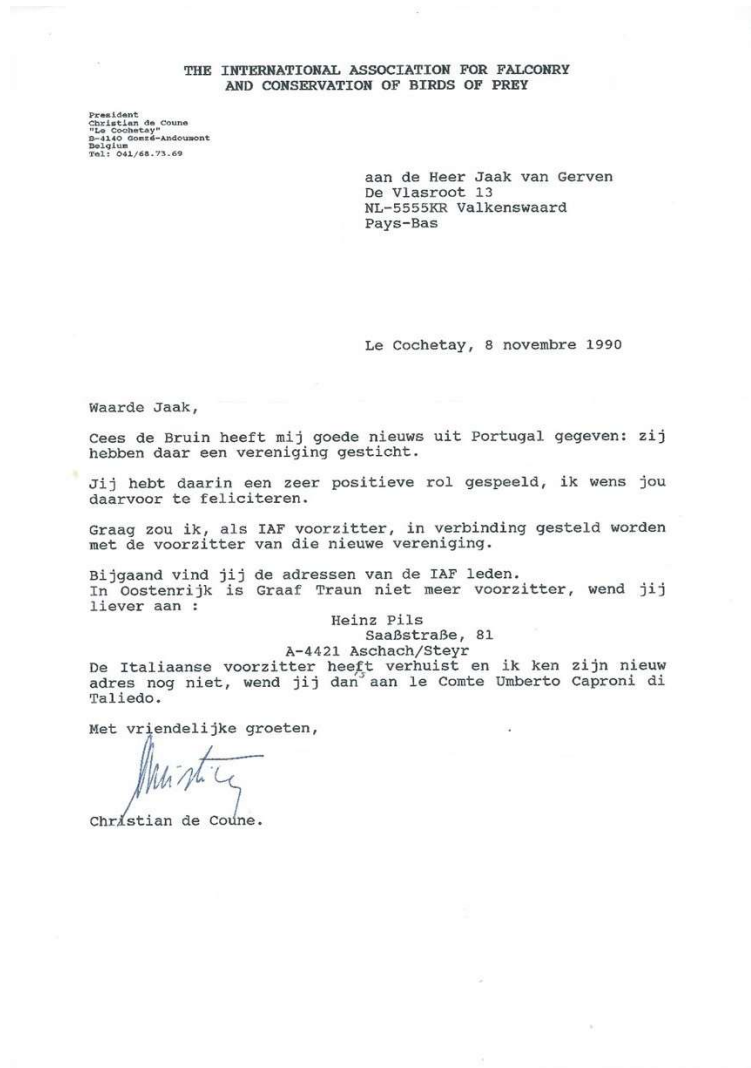 THE INTERNATIONAL ASSOCIATION FOR FALCONRY
AND CONSERVATION OF BIRDS OF PREY
President
Christian de Coune
"Le Cochetay"
B-4140 Gomzé-Andoumont
Belgium
Tel: 041/68.73.69
aan de Heer Jaak van Gerven
De Vlasroot 13
NL-5555KR Valkenswaard
Pays-Bas
Le Cochetay, 8 novembre 1990
Waarde Jaak,
Cees de Bruin heeft mij goede nieuws uit Portugal gegeven: zij
hebben daar een vereniging gesticht.
Jij hebt daarin een zeer positieve rol gespeeld, ik wens jou
daarvoor te feliciteren.
Graag zou ik, als IAF voorzitter, in verbinding gesteld worden
met de voorzitter van die nieuwe vereniging.
Bijgaand vind jij de adressen van de IAF leden.
In Oostenrijk is Graaf Traun niet meer voorzitter, wend jij
liever aan :
Heinz Pils
Saaßstraße, 81
A-4421 Aschach/Steyr
De Italiaanse voorzitter heeft verhuist en ik ken zijn nieuw
adres nog niet, wend jij dan aan le Comte Umberto Caproni di
Taliedo.
Met vriendelijke groeten,
Christian de Coune.